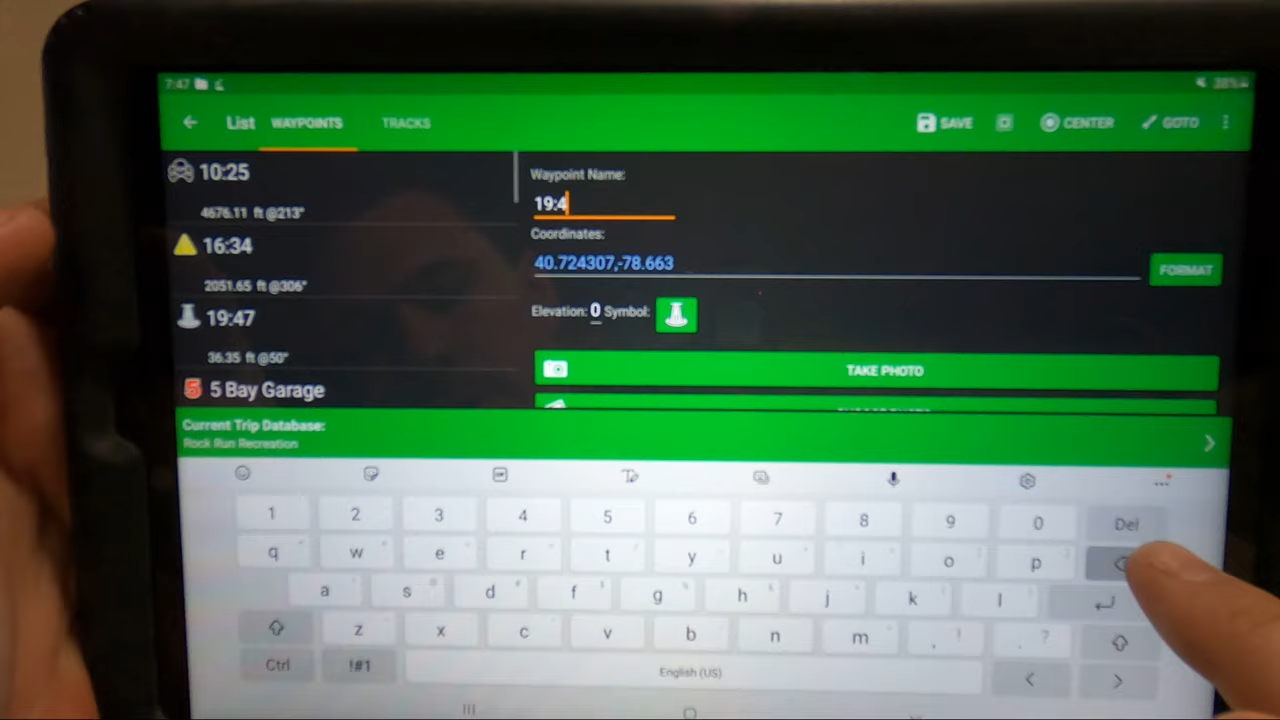 7:47 38%
List WAYPOINTS TRACKS SAVE CENTER GOTO
10:25
4676.11 ft @213°
16:34
2051.65 ft @306°
19:47
36.35 ft @50°
5 5 Bay Garage
Waypoint Name:
19:4
Coordinates:
40.724307,-78.663
FORMAT
Elevation: 0 Symbol:
TAKE PHOTO
Current Trip Database:
Rock Run Recreation
1 2 3 4 5 6 7 8 9 0 Del
q w e r t y u i o p
a s d f g h j k l
z x c v b n m , ! . ?
Ctrl !#1 English (US) < >